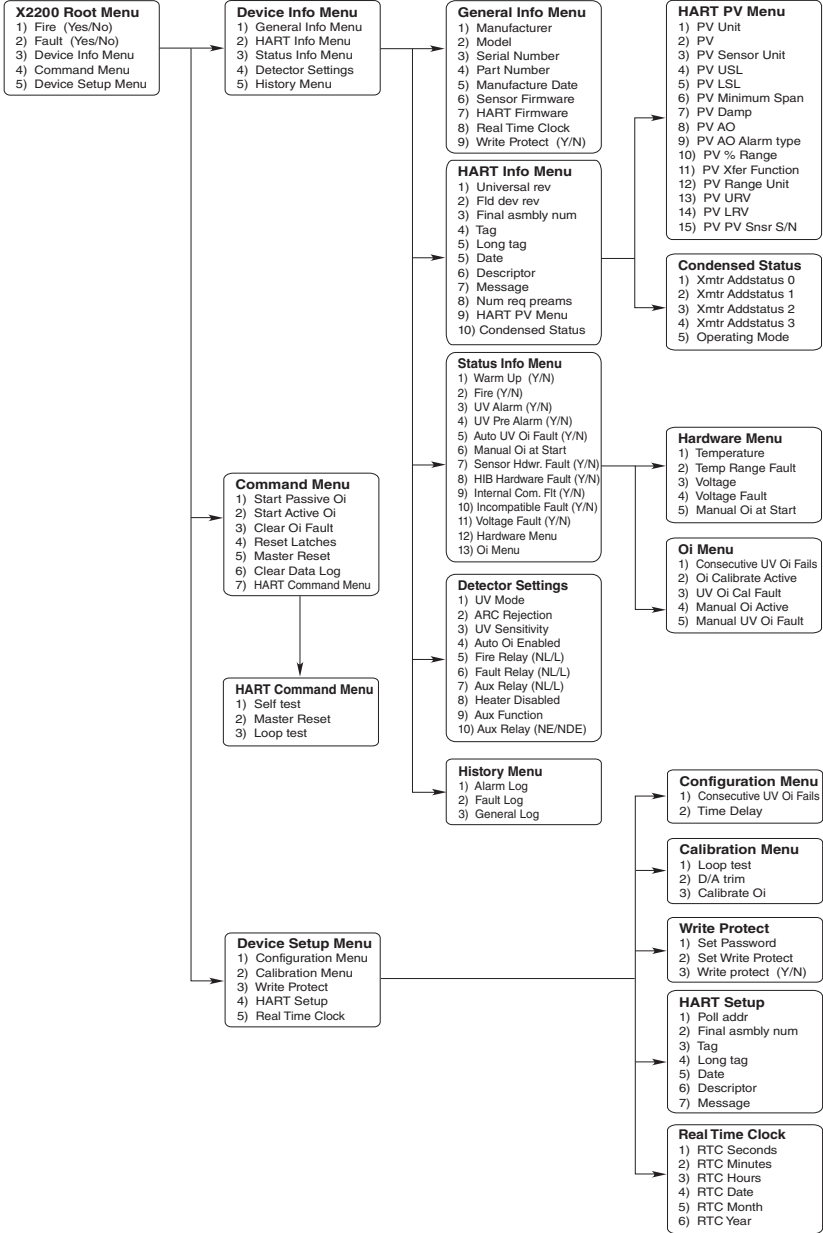 X2200 Root Menu
1) Fire (Yes/No)
2) Fault (Yes/No)
3) Device Info Menu
4) Command Menu
5) Device Setup Menu
Device Info Menu
1) General Info Menu
2) HART Info Menu
3) Status Info Menu
4) Detector Settings
5) History Menu
General Info Menu
1) Manufacturer
2) Model
3) Serial Number
4) Part Number
5) Manufacture Date
6) Sensor Firmware
7) HART Firmware
8) Real Time Clock
9) Write Protect (Y/N)
HART PV Menu
1) PV Unit
2) PV
3) PV Sensor Unit
4) PV USL
5) PV LSL
6) PV Minimum Span
7) PV Damp
8) PV AO
9) PV AO Alarm type
10) PV % Range
11) PV Xfer Function
12) PV Range Unit
13) PV URV
14) PV LRV
15) PV PV Snsr S/N
HART Info Menu
1) Universal rev
2) Fld dev rev
3) Final asmbly num
4) Tag
5) Long tag
5) Date
6) Descriptor
7) Message
8) Num req preams
9) HART PV Menu
10) Condensed Status
Condensed Status
1) Xmtr Addstatus 0
2) Xmtr Addstatus 1
3) Xmtr Addstatus 2
4) Xmtr Addstatus 3
5) Operating Mode
Status Info Menu
1) Warm Up (Y/N)
2) Fire (Y/N)
3) UV Alarm (Y/N)
4) UV Pre Alarm (Y/N)
5) Auto UV Oi Fault (Y/N)
6) Manual Oi at Start
7) Sensor Hdwr. Fault (Y/N)
8) HIB Hardware Fault (Y/N)
9) Internal Com. Flt (Y/N)
10) Incompatible Fault (Y/N)
11) Voltage Fault (Y/N)
12) Hardware Menu
13) Oi Menu
Hardware Menu
1) Temperature
2) Temp Range Fault
3) Voltage
4) Voltage Fault
5) Manual Oi at Start
Command Menu
1) Start Passive Oi
2) Start Active Oi
3) Clear Oi Fault
4) Reset Latches
5) Master Reset
6) Clear Data Log
7) HART Command Menu
Oi Menu
1) Consecutive UV Oi Fails
2) Oi Calibrate Active
3) UV Oi Cal Fault
4) Manual Oi Active
5) Manual UV Oi Fault
Detector Settings
1) UV Mode
2) ARC Rejection
3) UV Sensitivity
4) Auto Oi Enabled
5) Fire Relay (NL/L)
6) Fault Relay (NL/L)
7) Aux Relay (NL/L)
8) Heater Disabled
9) Aux Function
10) Aux Relay (NE/NDE)
HART Command Menu
1) Self test
2) Master Reset
3) Loop test
History Menu
1) Alarm Log
2) Fault Log
3) General Log
Configuration Menu
1) Consecutive UV Oi Fails
2) Time Delay
Calibration Menu
1) Loop test
2) D/A trim
3) Calibrate Oi
Device Setup Menu
1) Configuration Menu
2) Calibration Menu
3) Write Protect
4) HART Setup
5) Real Time Clock
Write Protect
1) Set Password
2) Set Write Protect
3) Write protect (Y/N)
HART Setup
1) Poll addr
2) Final asmbly num
3) Tag
4) Long tag
5) Date
6) Descriptor
7) Message
Real Time Clock
1) RTC Seconds
2) RTC Minutes
3) RTC Hours
4) RTC Date
5) RTC Month
6) RTC Year